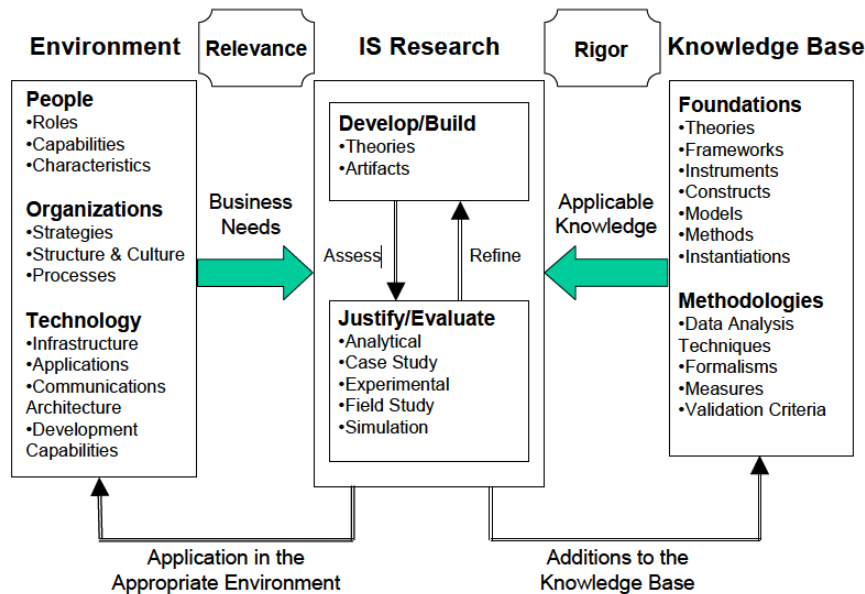 Environment
Relevance
IS Research
Rigor
Knowledge Base
People
•Roles
•Capabilities
•Characteristics
Organizations
•Strategies
•Structure & Culture
•Processes
Technology
•Infrastructure
•Applications
•Communications
Architecture
•Development
Capabilities
Business
Needs
Develop/Build
•Theories
•Artifacts
Assess
Refine
Justify/Evaluate
•Analytical
•Case Study
•Experimental
•Field Study
•Simulation
Applicable
Knowledge
Foundations
•Theories
•Frameworks
•Instruments
•Constructs
•Models
•Methods
•Instantiations
Methodologies
•Data Analysis
Techniques
•Formalisms
•Measures
•Validation Criteria
Application in the
Appropriate Environment
Additions to the
Knowledge Base